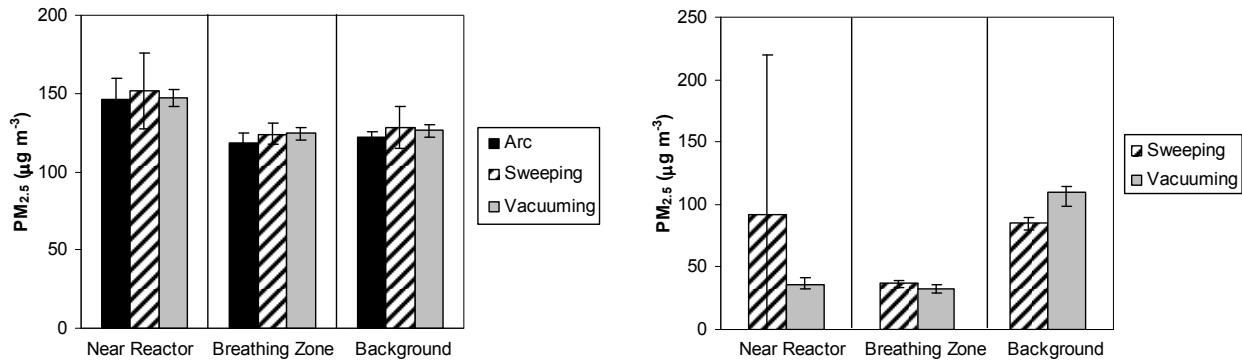 PM2.5 (µg m-3)
200
150
100
50
0
Near Reactor Breathing Zone Background
Arc
Sweeping
Vacuuming
PM2.5 (µg m-3)
250
200
150
100
50
0
Near Reactor Breathing Zone Background
Sweeping
Vacuuming